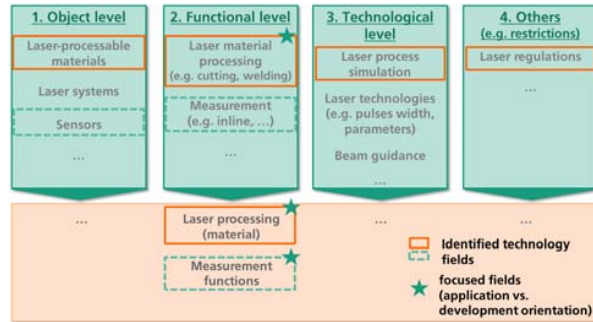 1. Object level
Laser-processable
materials
Laser systems
Sensors
...
2. Functional level
Laser material
processing
(e.g. cutting, welding)
Measurement
(e.g. inline, ...)
...
3. Technological
level
Laser process
simulation
Laser technologies
(e.g. pulses width,
parameters)
Beam guidance
...
4. Others
(e.g. restrictions)
Laser regulations
...
...
Laser processing
(material)
Measurement
functions
...
...
Identified technology
fields
focused fields
(application vs.
development orientation)